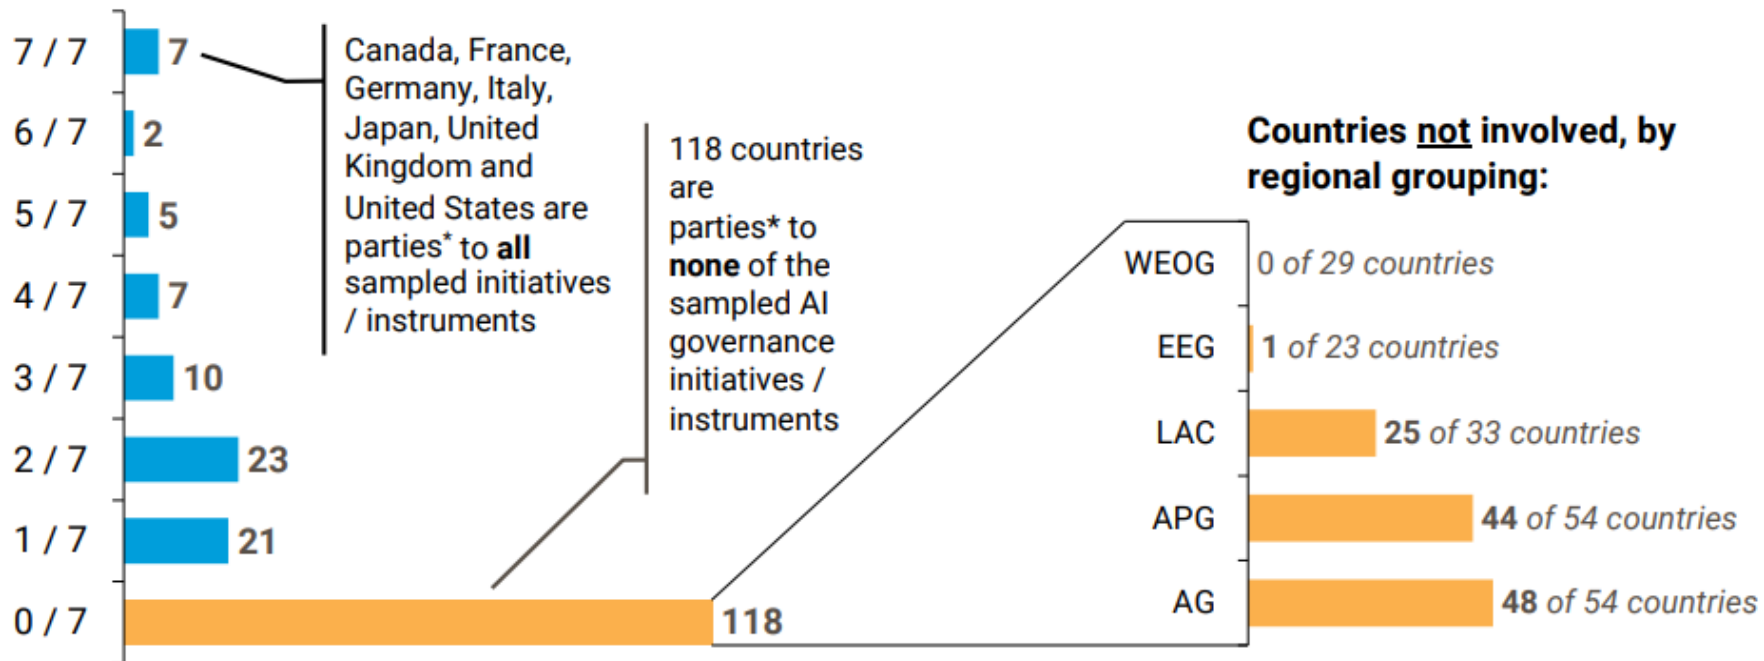 7 / 7
7
6 / 7
2
5 / 7
5
4 / 7
7
3 / 7
10
2 / 7
23
1 / 7
21
0 / 7
118
Canada, France,
Germany, Italy,
Japan, United
Kingdom and
United States are
parties* to all
sampled initiatives
/ instruments
118 countries
are
parties* to
none of the
sampled AI
governance
initiatives /
instruments
Countries not involved, by
regional grouping:
WEOG 0 of 29 countries
EEG 1 of 23 countries
LAC 25 of 33 countries
APG 44 of 54 countries
AG 48 of 54 countries